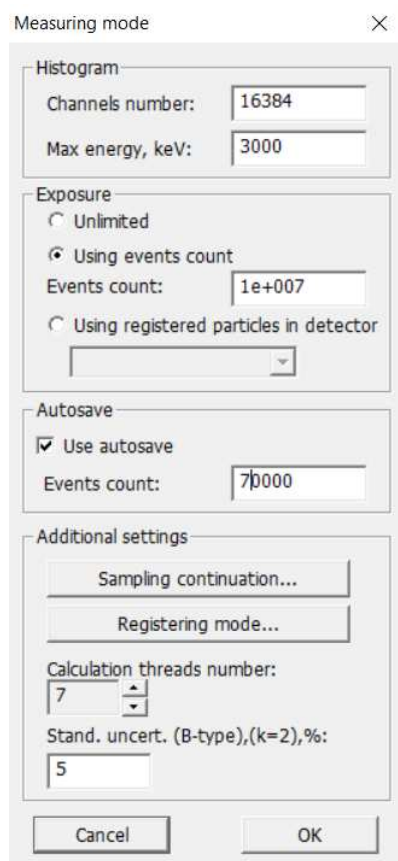 Measuring mode
Histogram
Channels number: 16384
Max energy, keV: 3000
Exposure
Unlimited
Using events count
Events count: 1e+007
Using registered particles in detector
Autosave
Use autosave
Events count: 70000
Additional settings
Sampling continuation...
Registering mode...
Calculation threads number:
7
Stand. uncert. (B-type),(k=2),%:
5
Cancel OK